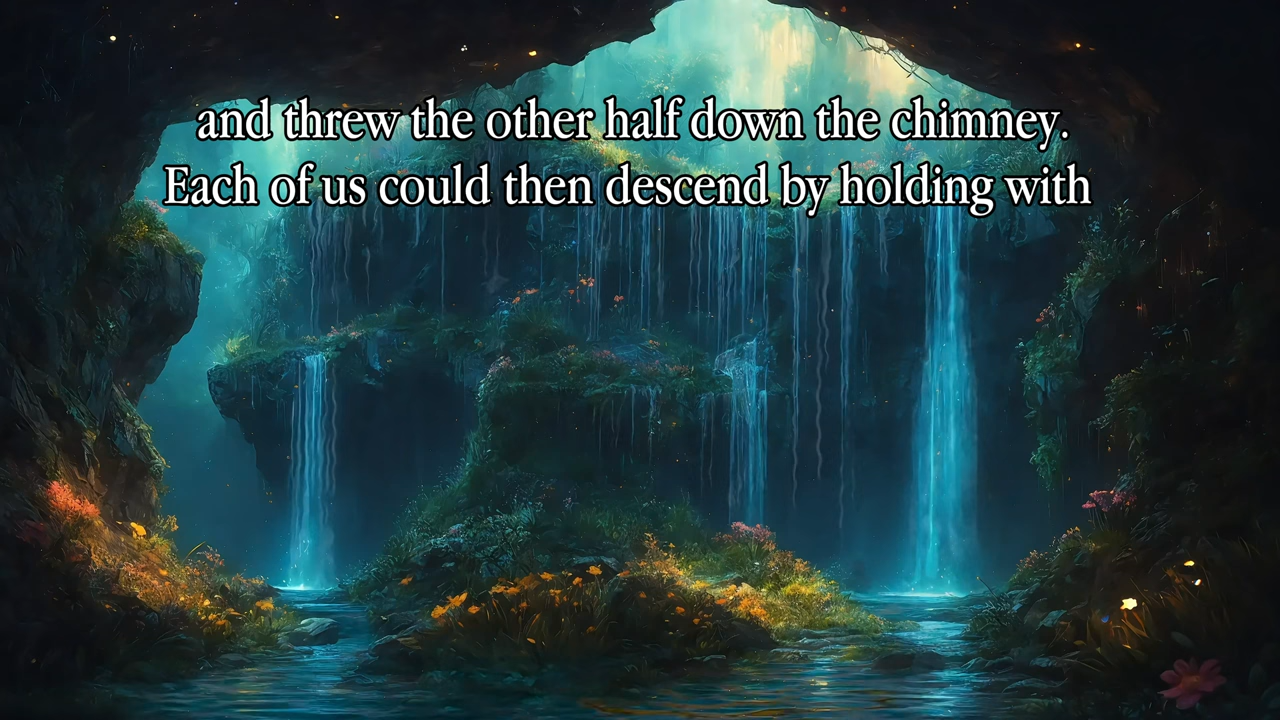 and threw the other half down the chimney.
Each of us could then descend by holding with